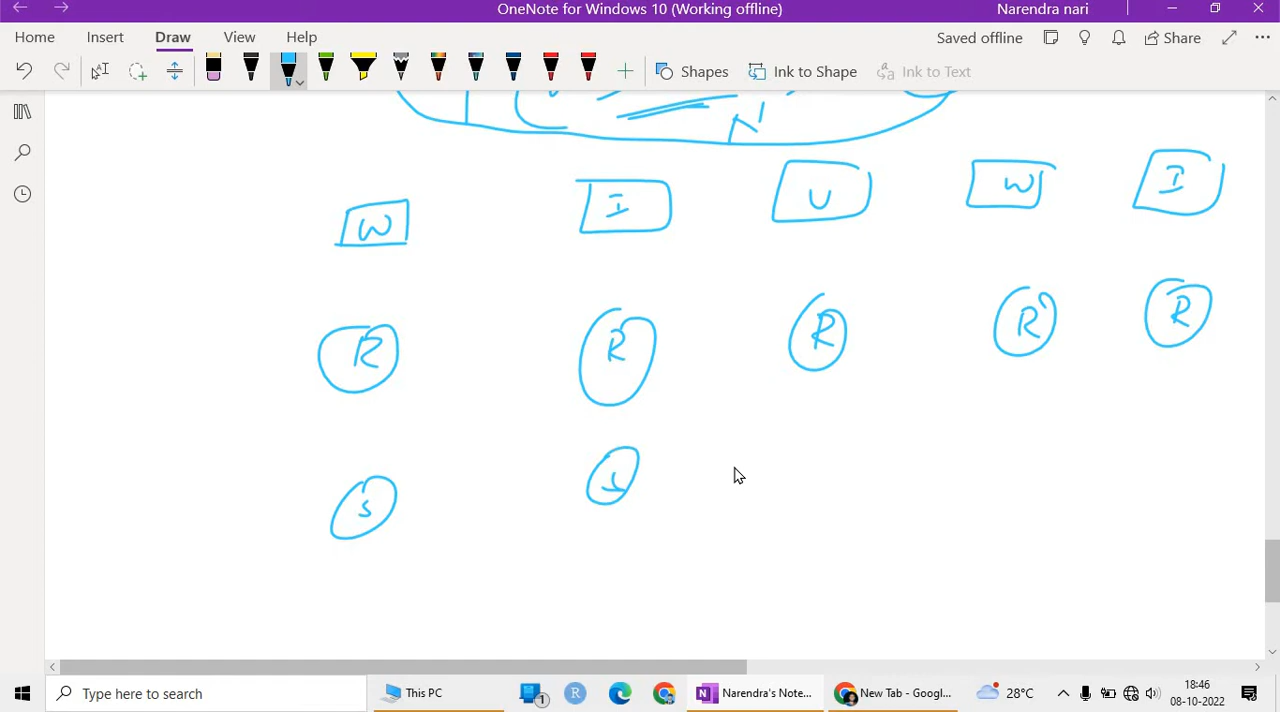 OneNote for Windows 10 (Working offline)
Narendra nari
Home Insert Draw View Help
Saved offline
Share
Shapes
Ink to Shape
Ink to Text
W I U W I
R R R R R
S
Type here to search
This PC
1
R
N
Narendra's Note...
New Tab - Googl...
28°C
18:46
08-10-2022